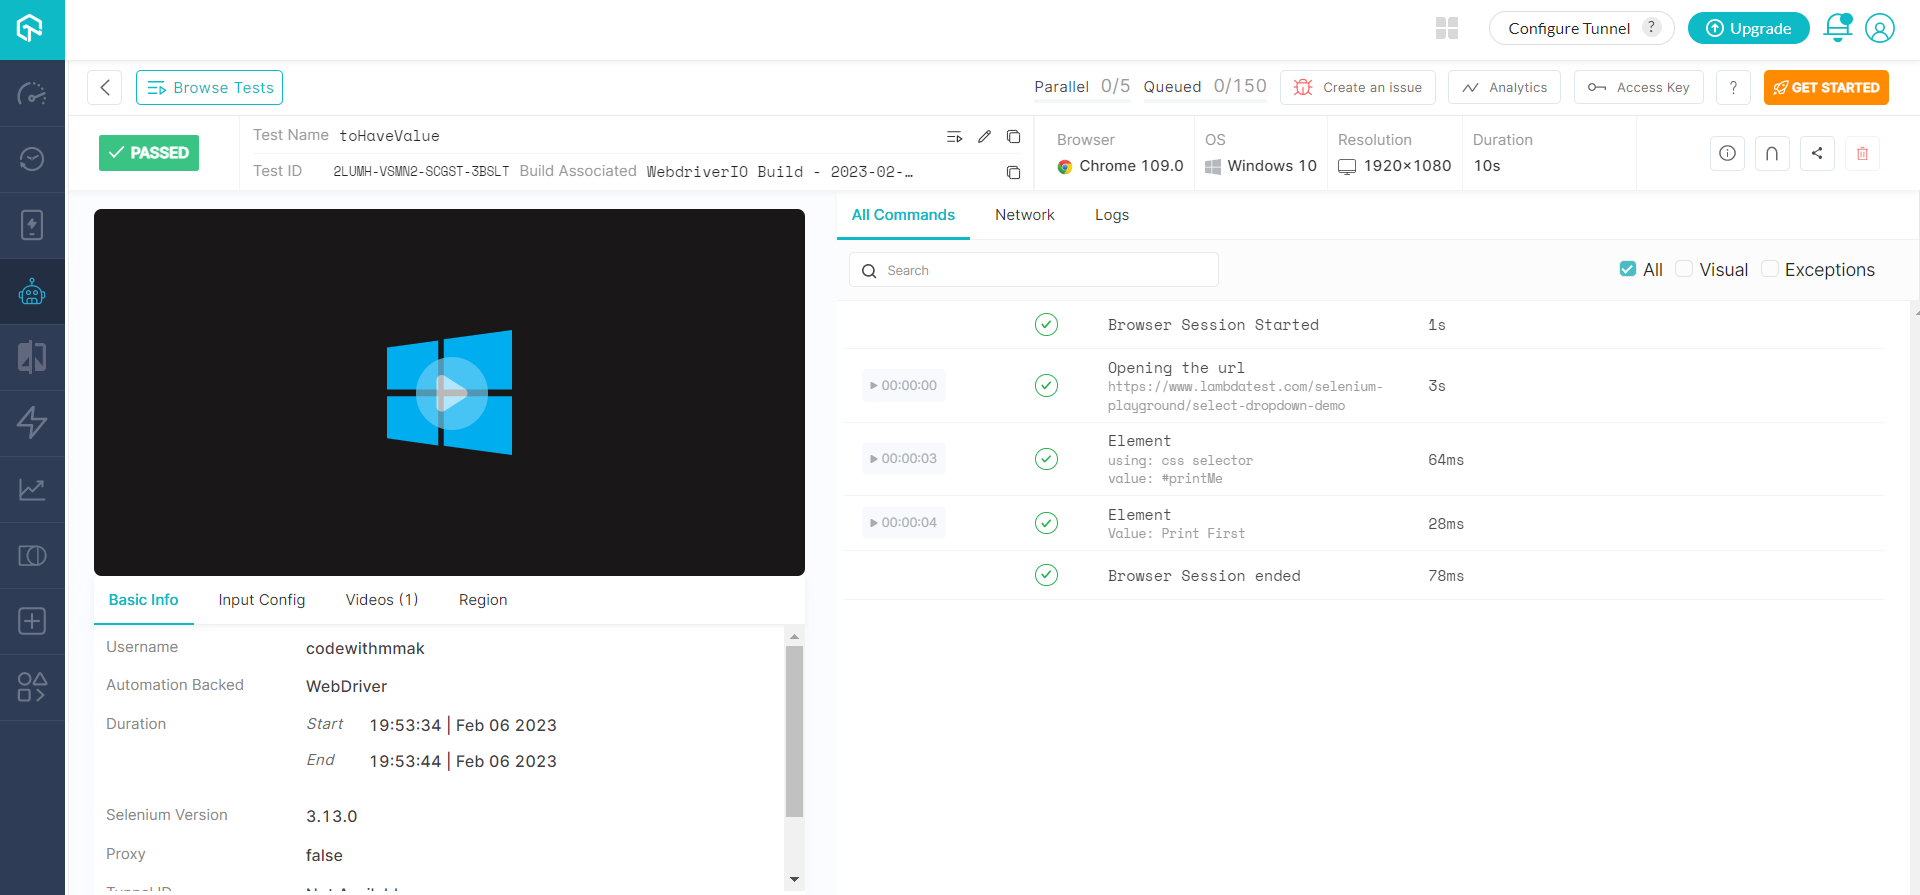 Configure Tunnel ?
Upgrade
Browse Tests
Parallel 0/5 Queued 0/150
Create an issue
Analytics
Access Key
?
GET STARTED
PASSED
Test Name toHaveValue
Test ID 2LUMH-VSMN2-SCGST-3BSLT Build Associated WebdriverIO Build - 2023-02-…
Browser
Chrome 109.0
OS
Windows 10
Resolution
1920×1080
Duration
10s
All Commands Network Logs
Search
All Visual Exceptions
Browser Session Started 1s
00:00:00
Opening the url
https://www.lambdatest.com/selenium-
playground/select-dropdown-demo
3s
00:00:03
Element
using: css selector
value: #printMe
64ms
00:00:04
Element
Value: Print First
28ms
Browser Session ended 78ms
Basic Info Input Config Videos (1) Region
Username codewithmmak
Automation Backed WebDriver
Duration Start 19:53:34 | Feb 06 2023
End 19:53:44 | Feb 06 2023
Selenium Version 3.13.0
Proxy false